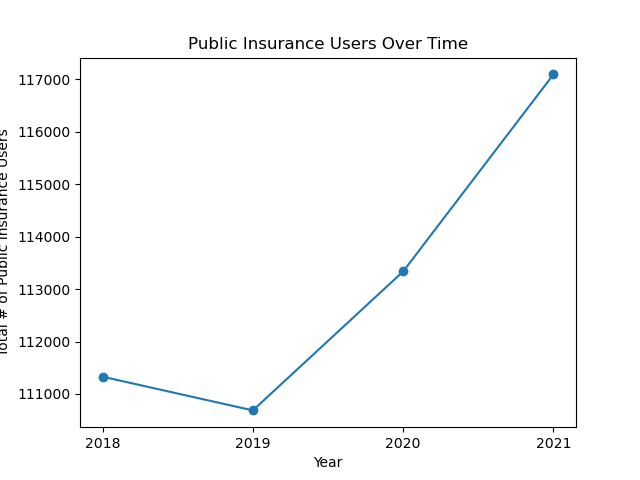 Public Insurance Users Over Time
Total # of Public Insurance Users
117000
116000
115000
114000
113000
112000
111000
2018 2019 2020 2021
Year